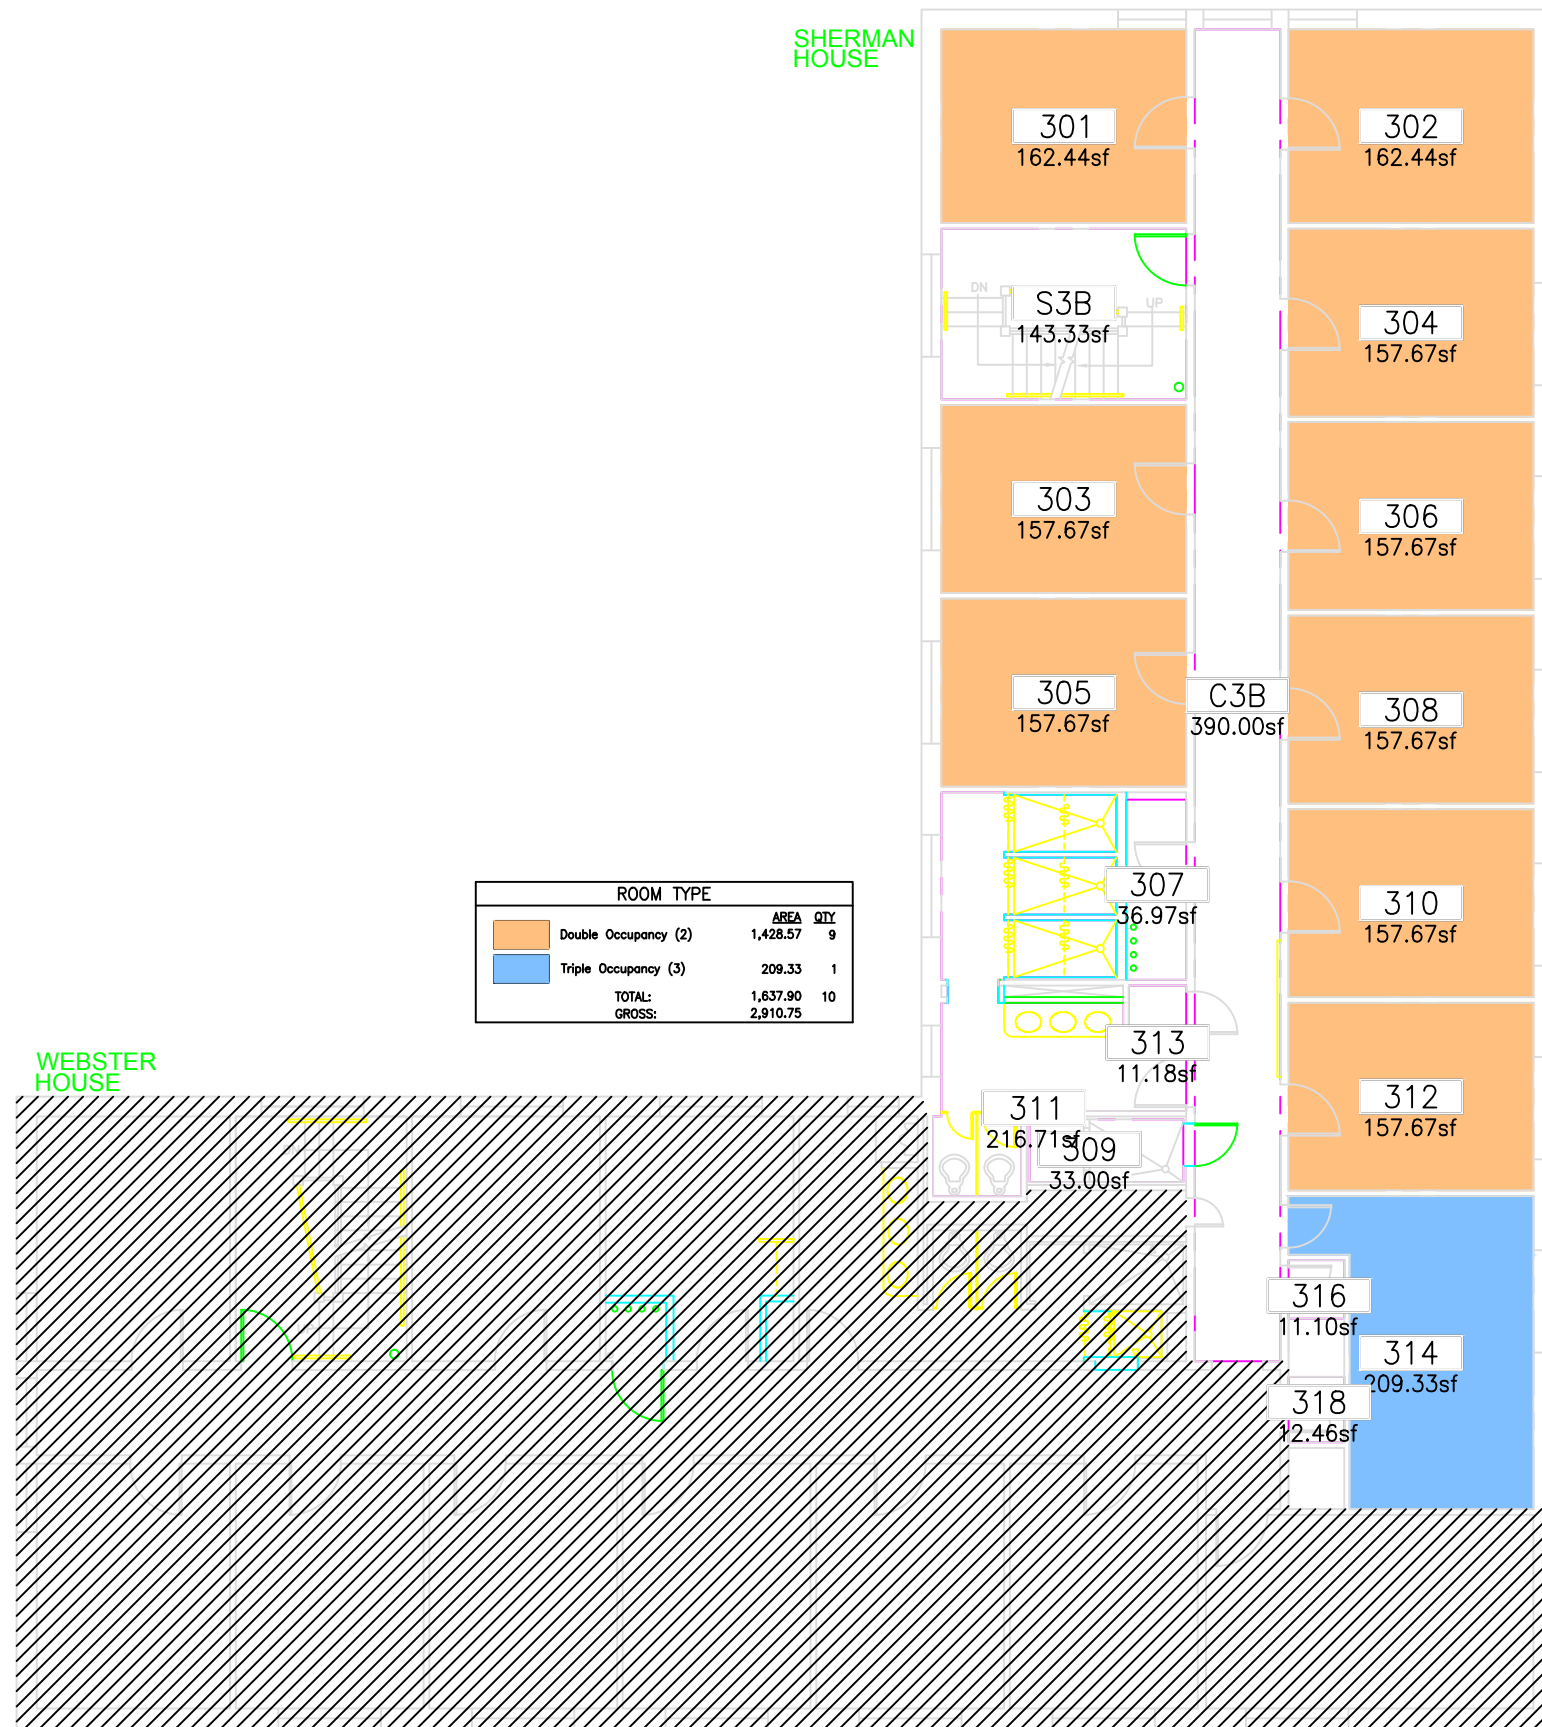 SHERMAN
HOUSE
301
162.44sf
302
162.44sf
DN
UP
S3B
143.33sf
304
157.67sf
303
157.67sf
306
157.67sf
305
157.67sf
C3B
390.00sf
308
157.67sf
307
36.97sf
310
157.67sf
ROOM TYPE
AREA QTY
Double Occupancy (2) 1,428.57 9
Triple Occupancy (3) 209.33 1
TOTAL: 1,637.90 10
GROSS: 2,910.75
313
11.18sf
WEBSTER
HOUSE
311
216.71sf
309
33.00sf
312
157.67sf
316
11.10sf
314
209.33sf
318
12.46sf